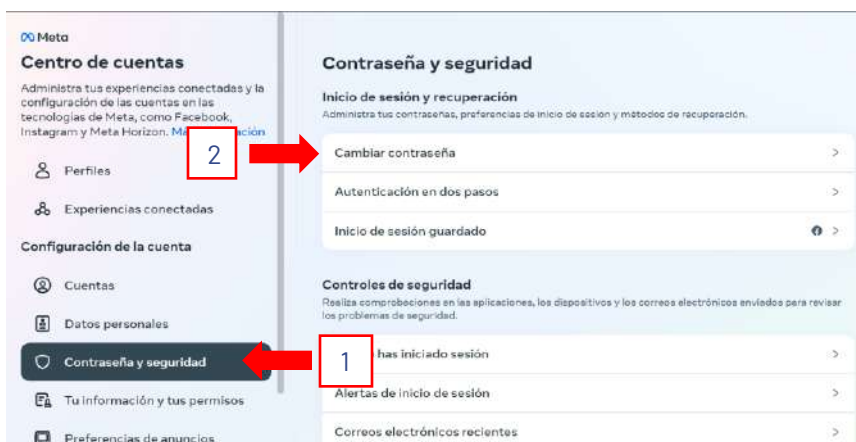 Meta
Centro de cuentas
Administra tus experiencias conectadas y la
configuración de las cuentas en las
tecnologías de Meta, como Facebook,
Instagram y Meta Horizon. ación
2
Perfiles
Experiencias conectadas
Configuración de la cuenta
Cuentas
Datos personales
Contraseña y seguridad
Tu información y tus permisos
Preferencias de anuncios
Contraseña y seguridad
Inicio de sesión y recuperación
Administra tus contraseñas, preferencias de inicio de sesión y métodos de recuperación.
Cambiar contraseña
Autenticación en dos pasos
Inicio de sesión guardado
Controles de seguridad
Realiza comprobaciones en las aplicaciones, los dispositivos y los correos electrónicos enviados para revisar
los problemas de seguridad.
1
has iniciado sesión
Alertas de inicio de sesión
Correos electrónicos recientes